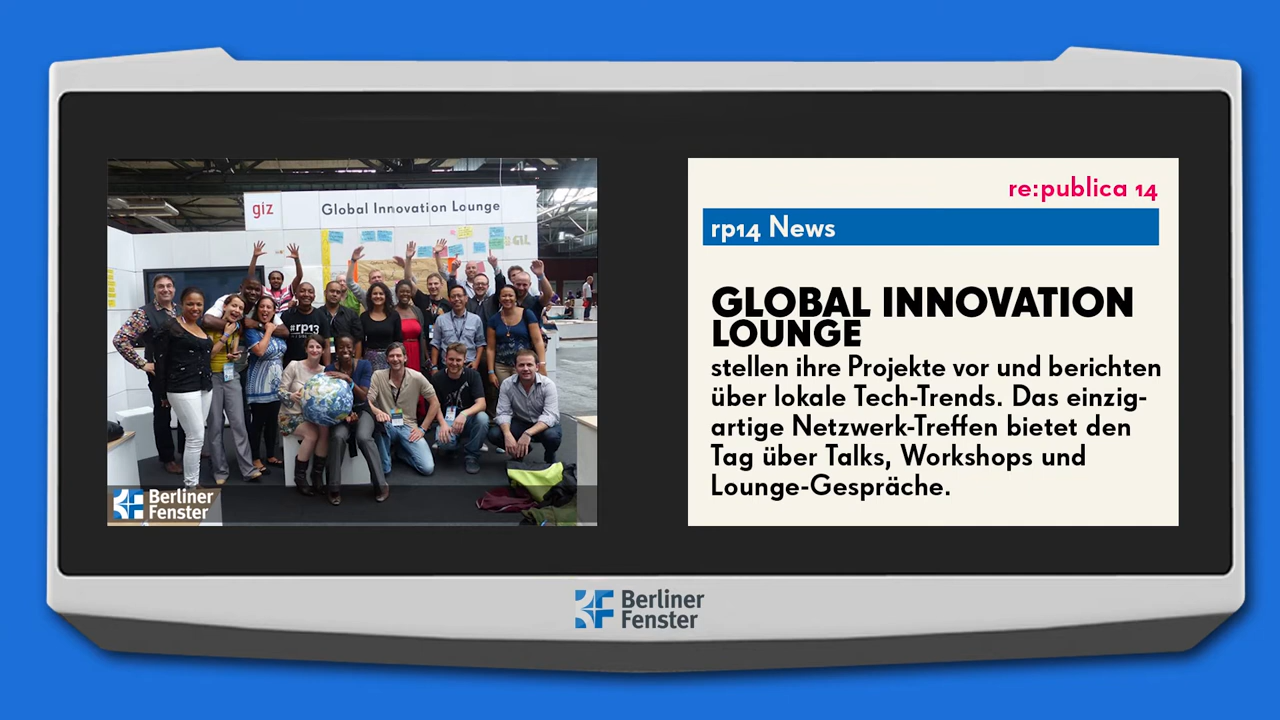 giz Global Innovation Lounge
#rp13
Berliner
Fenster
re:publica 14
rp14 News
GLOBAL INNOVATION
LOUNGE
stellen ihre Projekte vor und berichten
über lokale Tech-Trends. Das einzig-
artige Netzwerk-Treffen bietet den
Tag über Talks, Workshops und
Lounge-Gespräche.
Berliner
Fenster